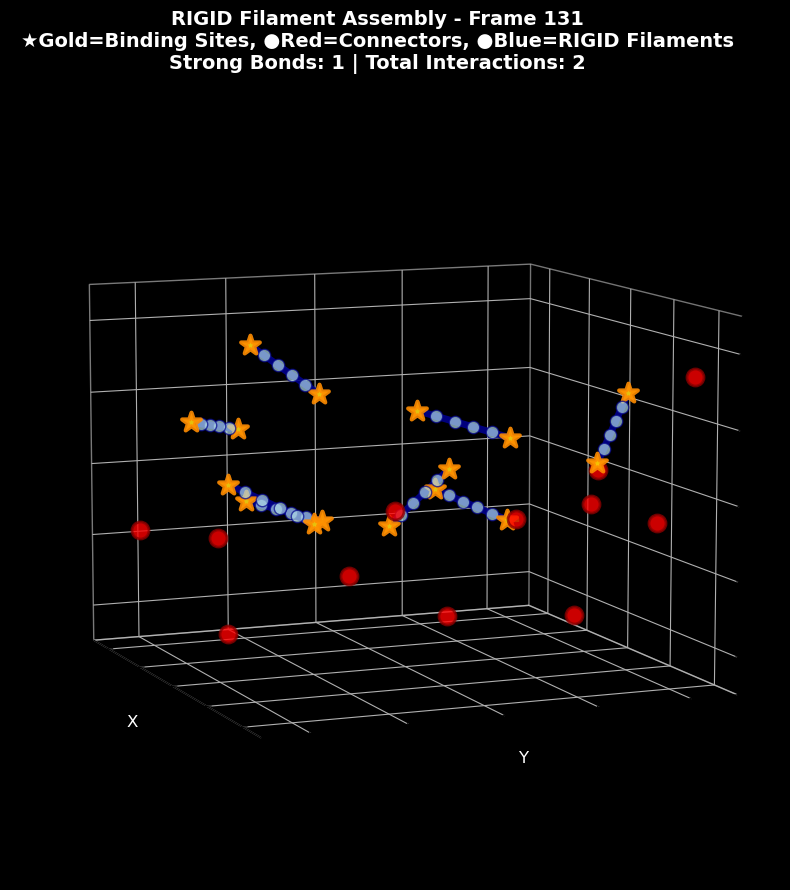 RIGID Filament Assembly - Frame 131
★Gold=Binding Sites, ●Red=Connectors, ●Blue=RIGID Filaments
Strong Bonds: 1 | Total Interactions: 2
X
Y